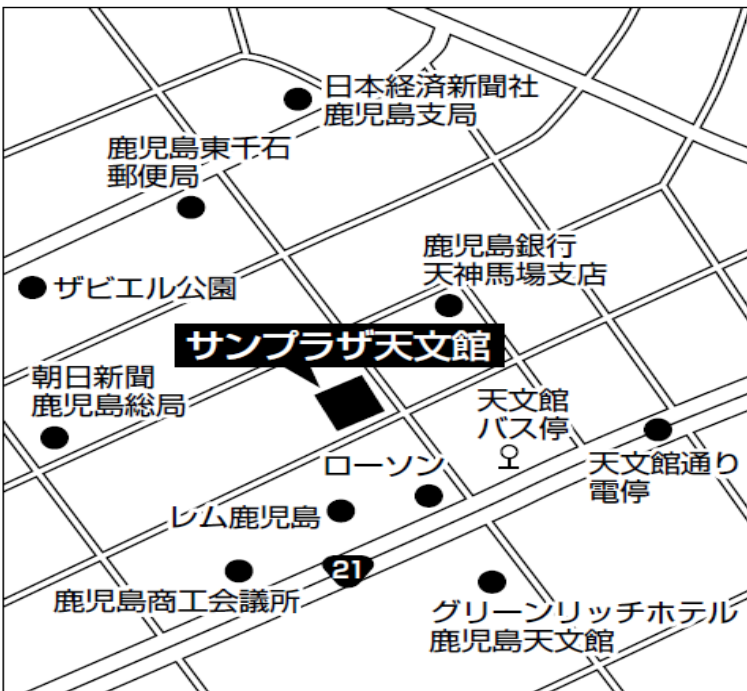 日本経済新聞社
鹿児島支局
鹿児島東千石
郵便局
鹿児島銀行
天神馬場支店
ザビエル公園
サンプラザ天文館
朝日新聞
鹿児島総局
天文館
バス停
天文館通り
電停
ローソン
レム鹿児島
21
鹿児島商工会議所
グリーンリッチホテル
鹿児島天文館